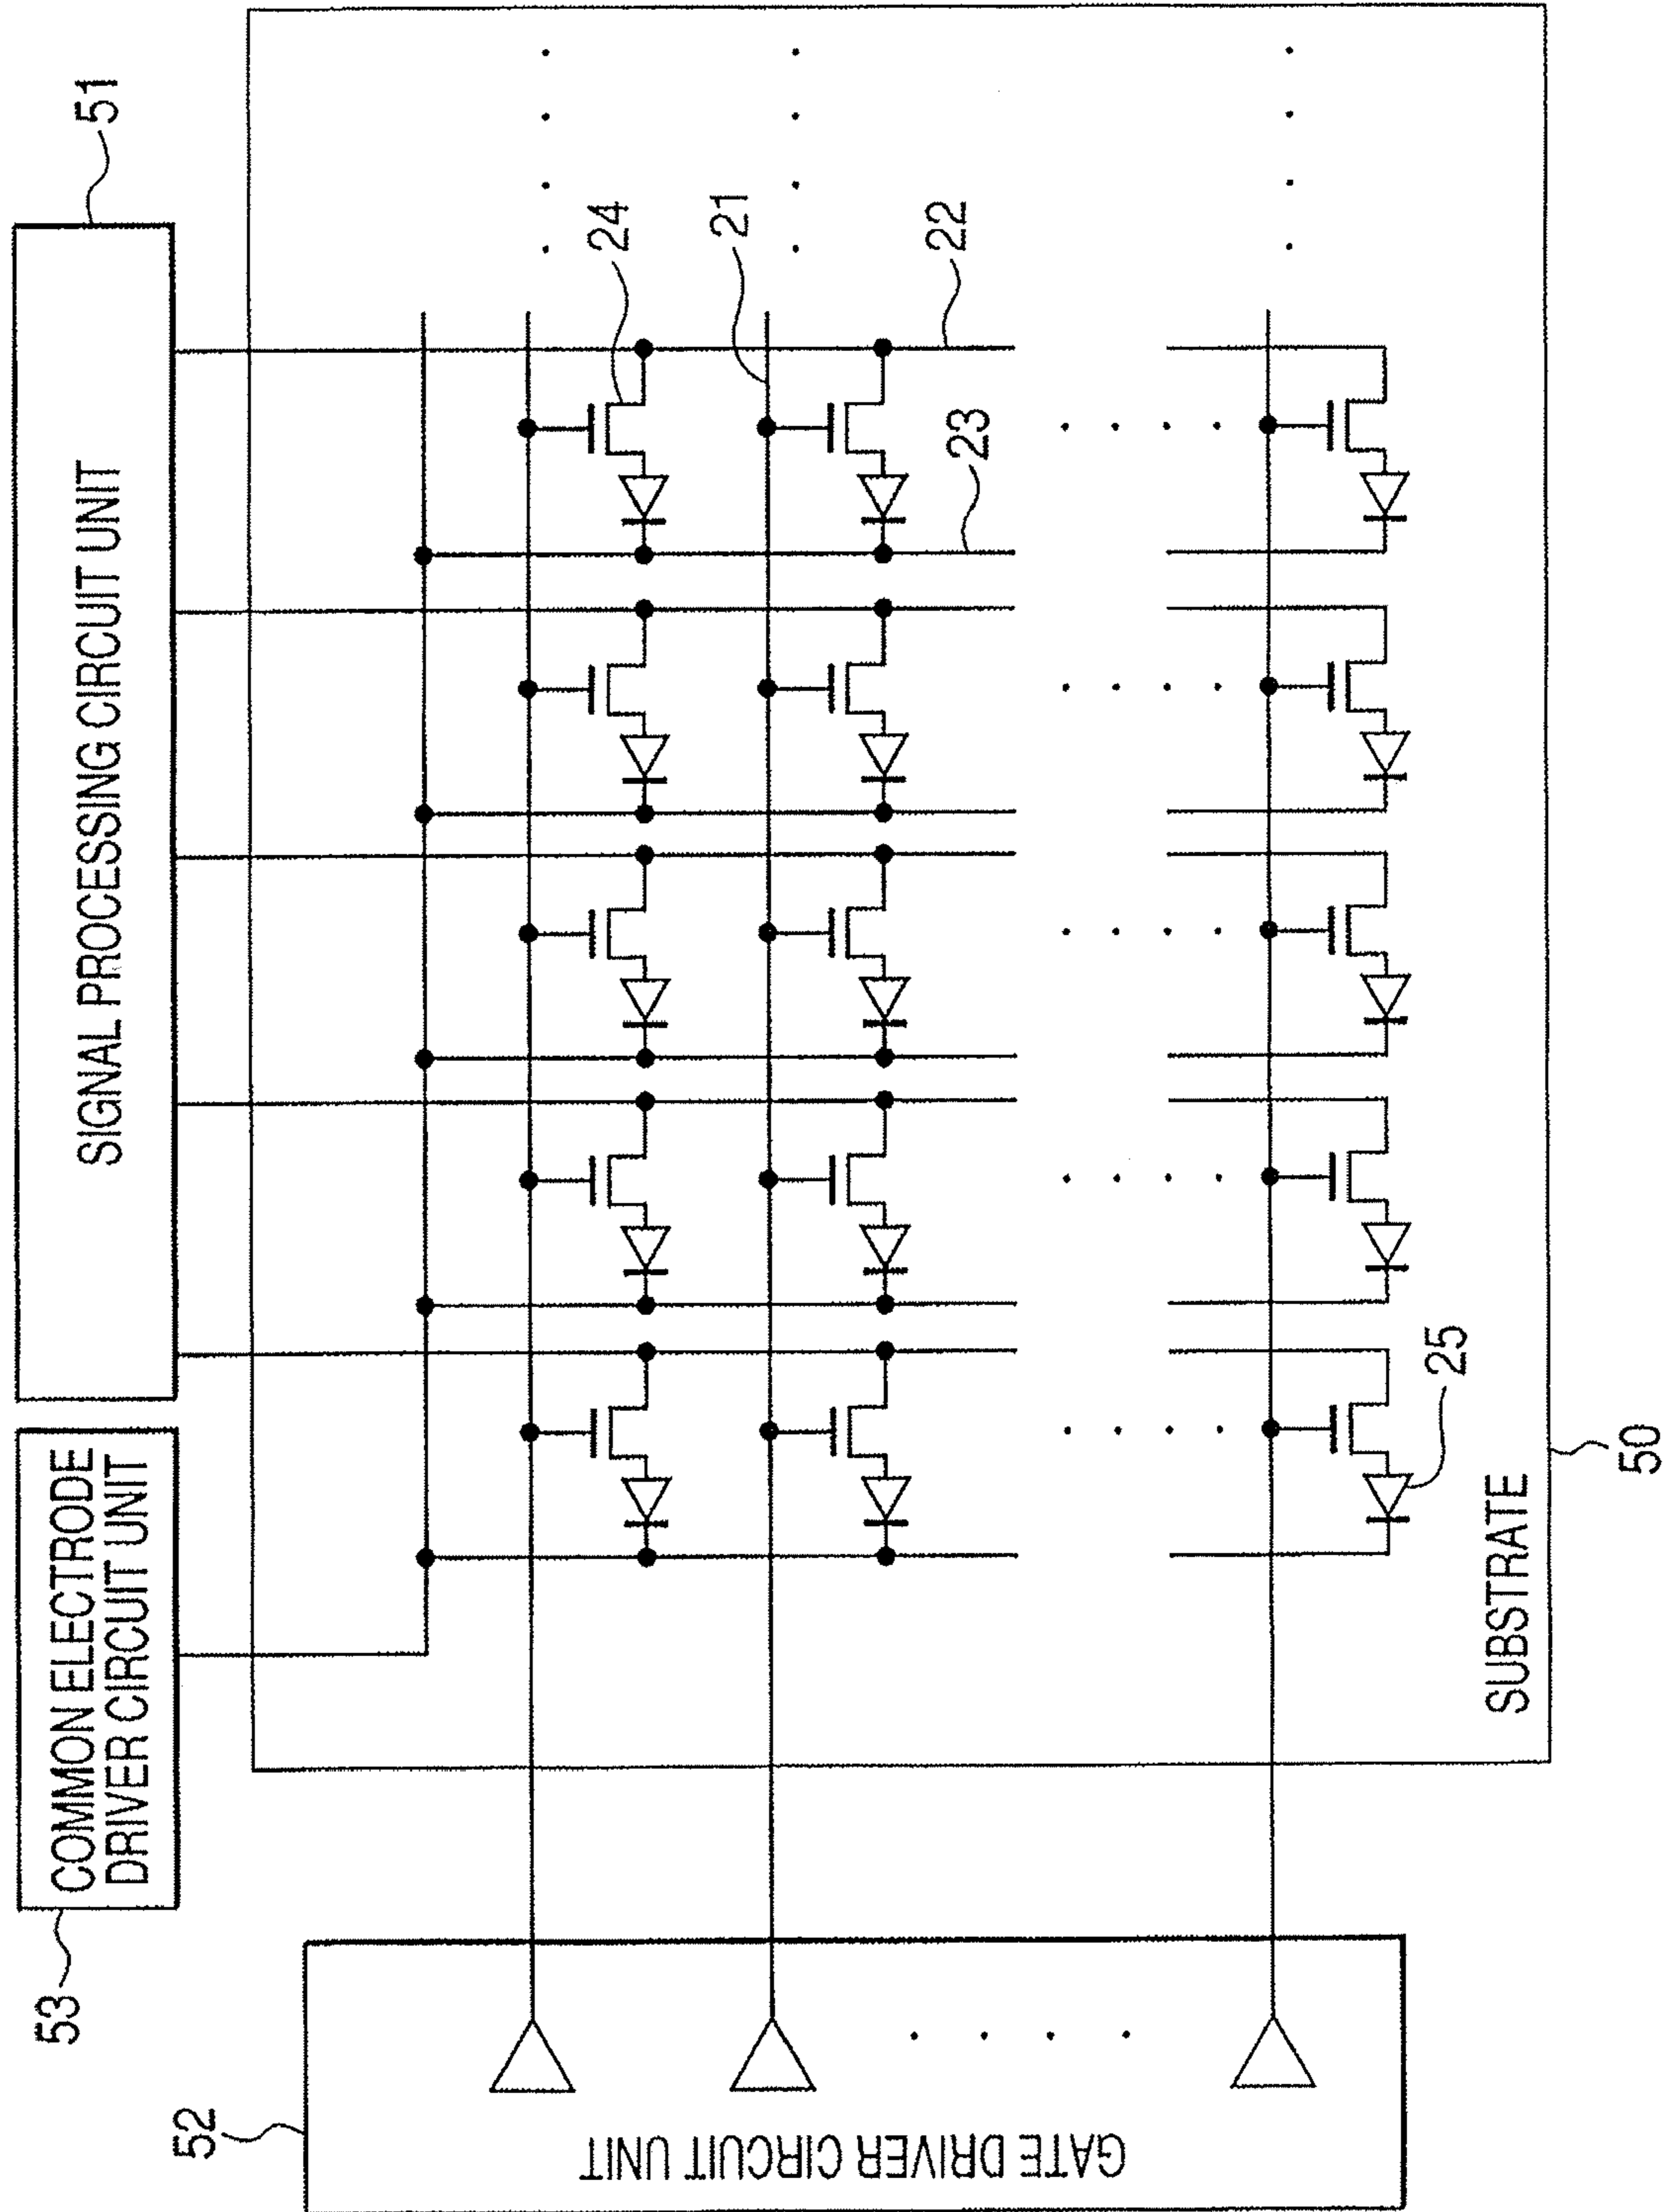 53
COMMON ELECTRODE
DRIVER CIRCUIT UNIT
SIGNAL PROCESSING CIRCUIT UNIT
51
52
GATE DRIVER CIRCUIT UNIT
24
21
23
22
25
SUBSTRATE
50